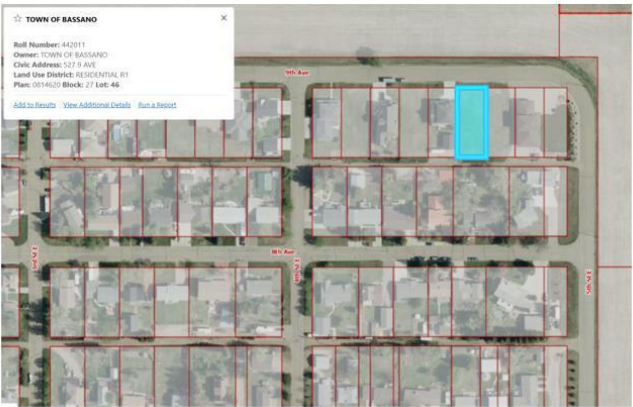 TOWN OF BASSANO
Roll Number: 442011
Owner: TOWN OF BASSANO
Civic Address: 527 9 AVE
Land Use District: RESIDENTIAL R1
Plan: 0814620 Block: 27 Lot: 46
Add to Results View Additional Details Run a Report
9th Ave
8th Ave